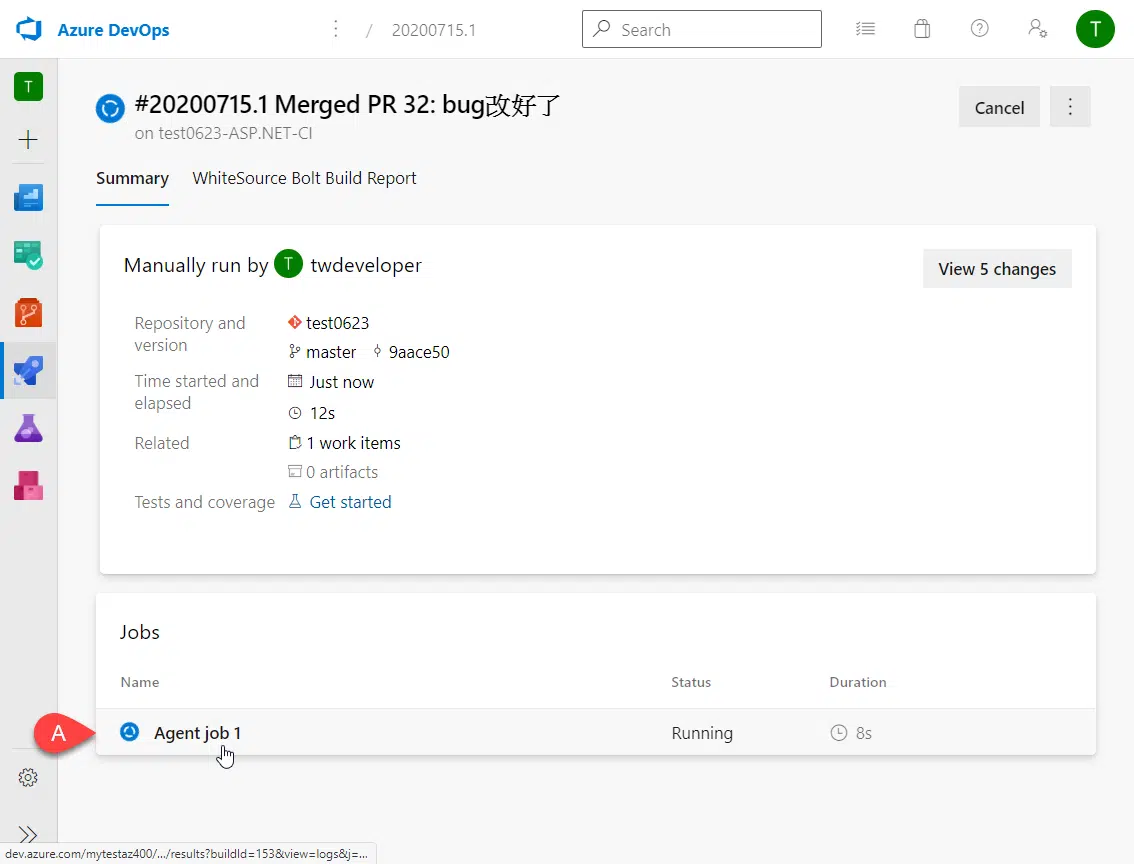 Azure DevOps
/ 20200715.1
Search
T
T
#20200715.1 Merged PR 32: bug改好了
on test0623-ASP.NET-CI
Cancel
Summary
WhiteSource Bolt Build Report
Manually run by T twdeveloper
View 5 changes
Repository and version
test0623
master 9aace50
Time started and elapsed
Just now
12s
Related
1 work items
0 artifacts
Tests and coverage
Get started
Jobs
Name Status Duration
A
Agent job 1 Running 8s
dev.azure.com/mytestaz400/.../results?buildId=153&view=logs&j=...